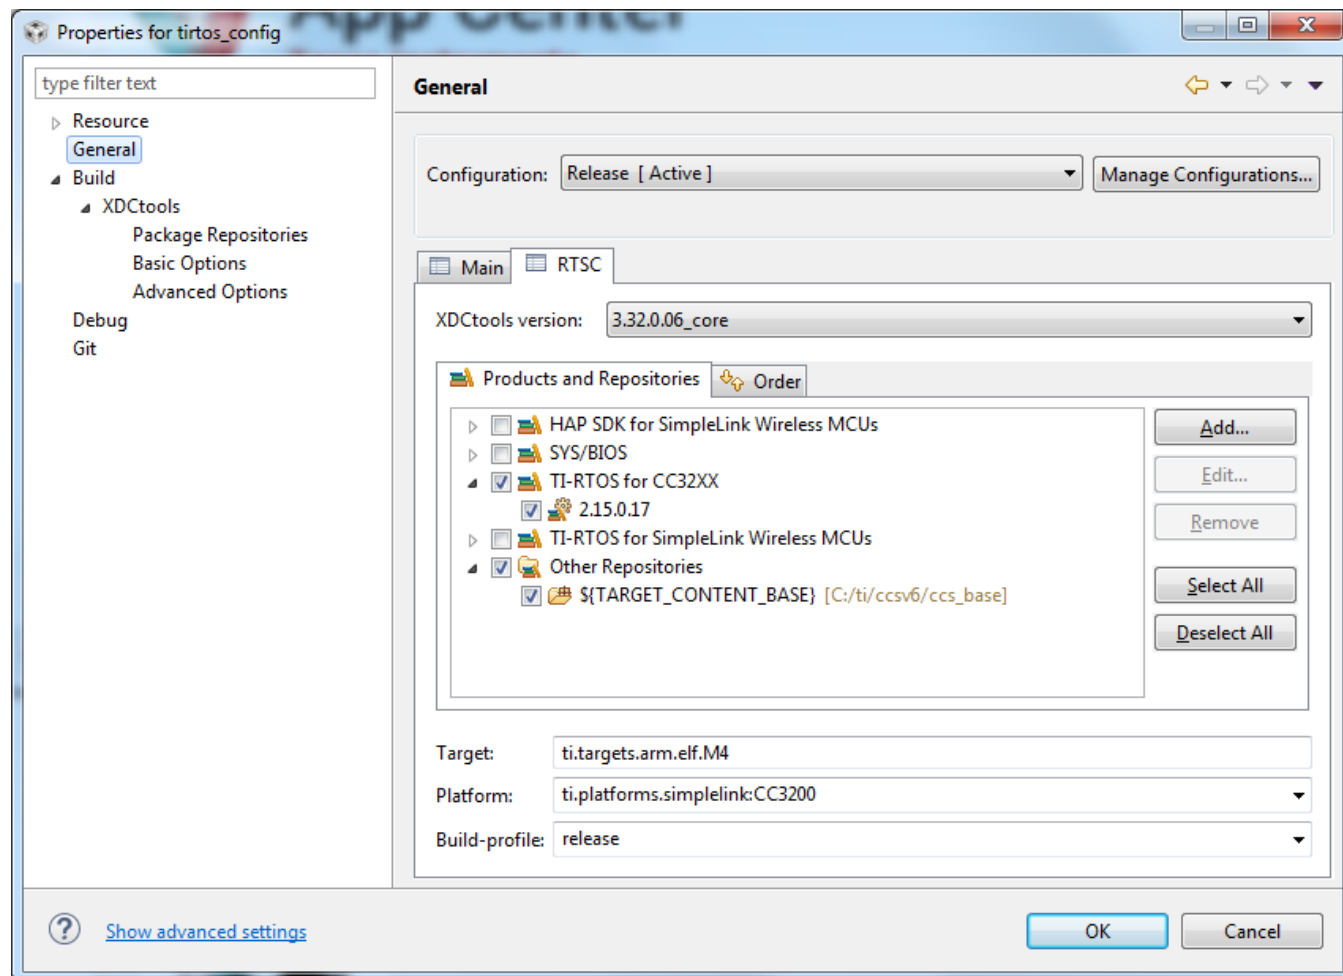 App Center
Properties for tirtos_config
type filter text
Resource
General
Build
XDCtools
Package Repositories
Basic Options
Advanced Options
Debug
Git
General
Configuration:
Release [ Active ]
Manage Configurations...
Main
RTSC
XDCtools version:
3.32.0.06_core
Products and Repositories
Order
HAP SDK for SimpleLink Wireless MCUs
SYS/BIOS
TI-RTOS for CC32XX
2.15.0.17
TI-RTOS for SimpleLink Wireless MCUs
Other Repositories
${TARGET_CONTENT_BASE} [C:/ti/ccsv6/ccs_base]
Add...
Edit...
Remove
Select All
Deselect All
Target:
ti.targets.arm.elf.M4
Platform:
ti.platforms.simplelink:CC3200
Build-profile:
release
Show advanced settings
OK
Cancel